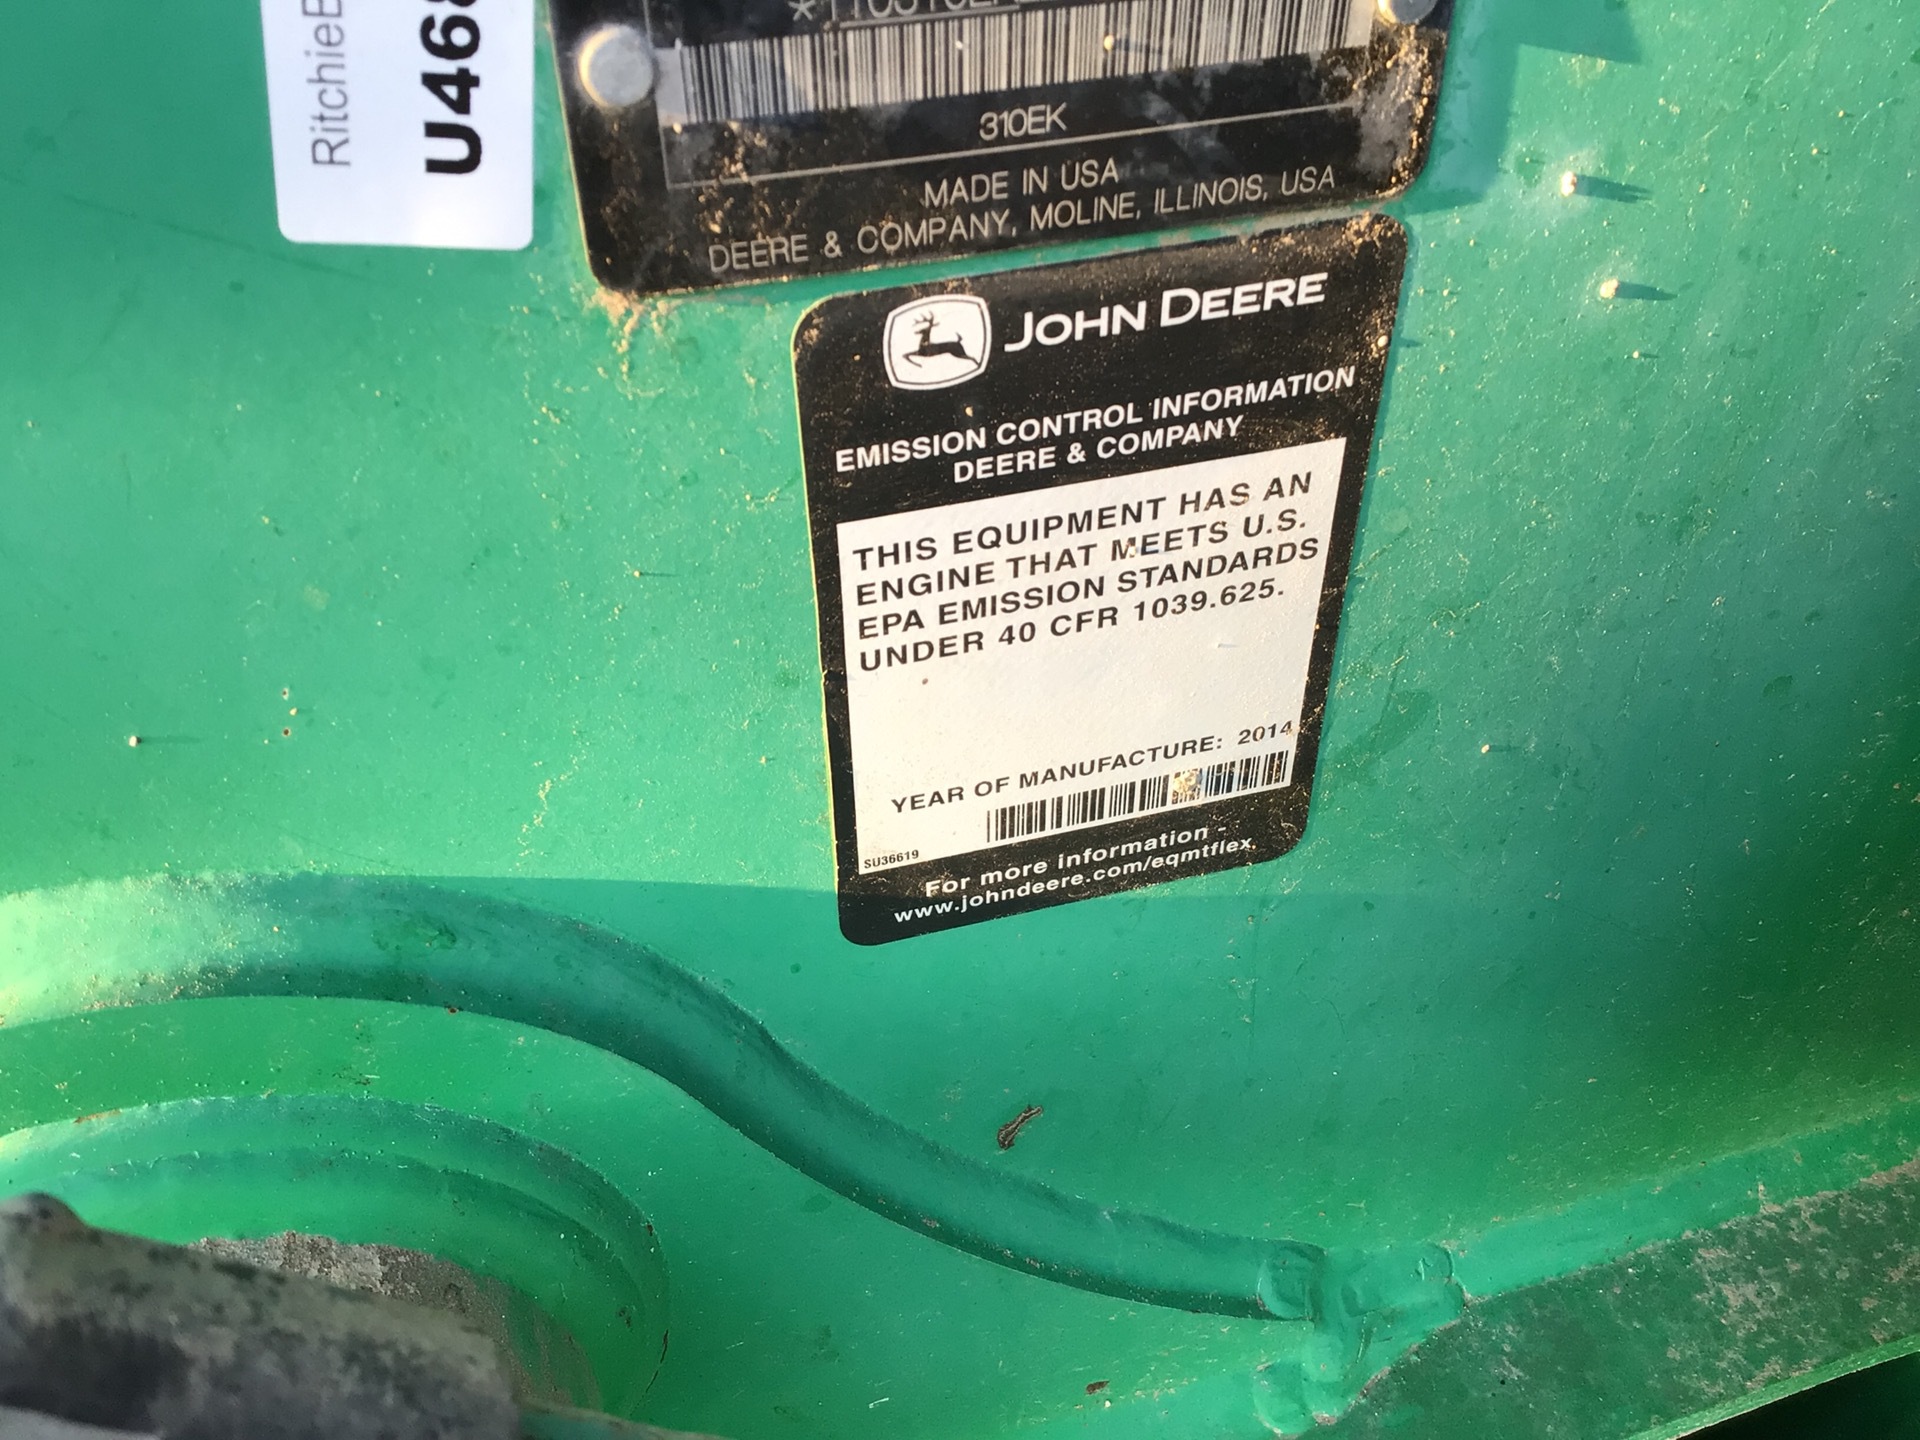 U468
310EK
MADE IN USA
DEERE & COMPANY, MOLINE, ILLINOIS, USA
JOHN DEERE
EMISSION CONTROL INFORMATION
DEERE & COMPANY
THIS EQUIPMENT HAS AN
ENGINE THAT MEETS U.S.
EPA EMISSION STANDARDS
UNDER 40 CFR 1039.625.
YEAR OF MANUFACTURE: 2014
SU36619
For more information -
www.johndeere.com/eqmtflex.